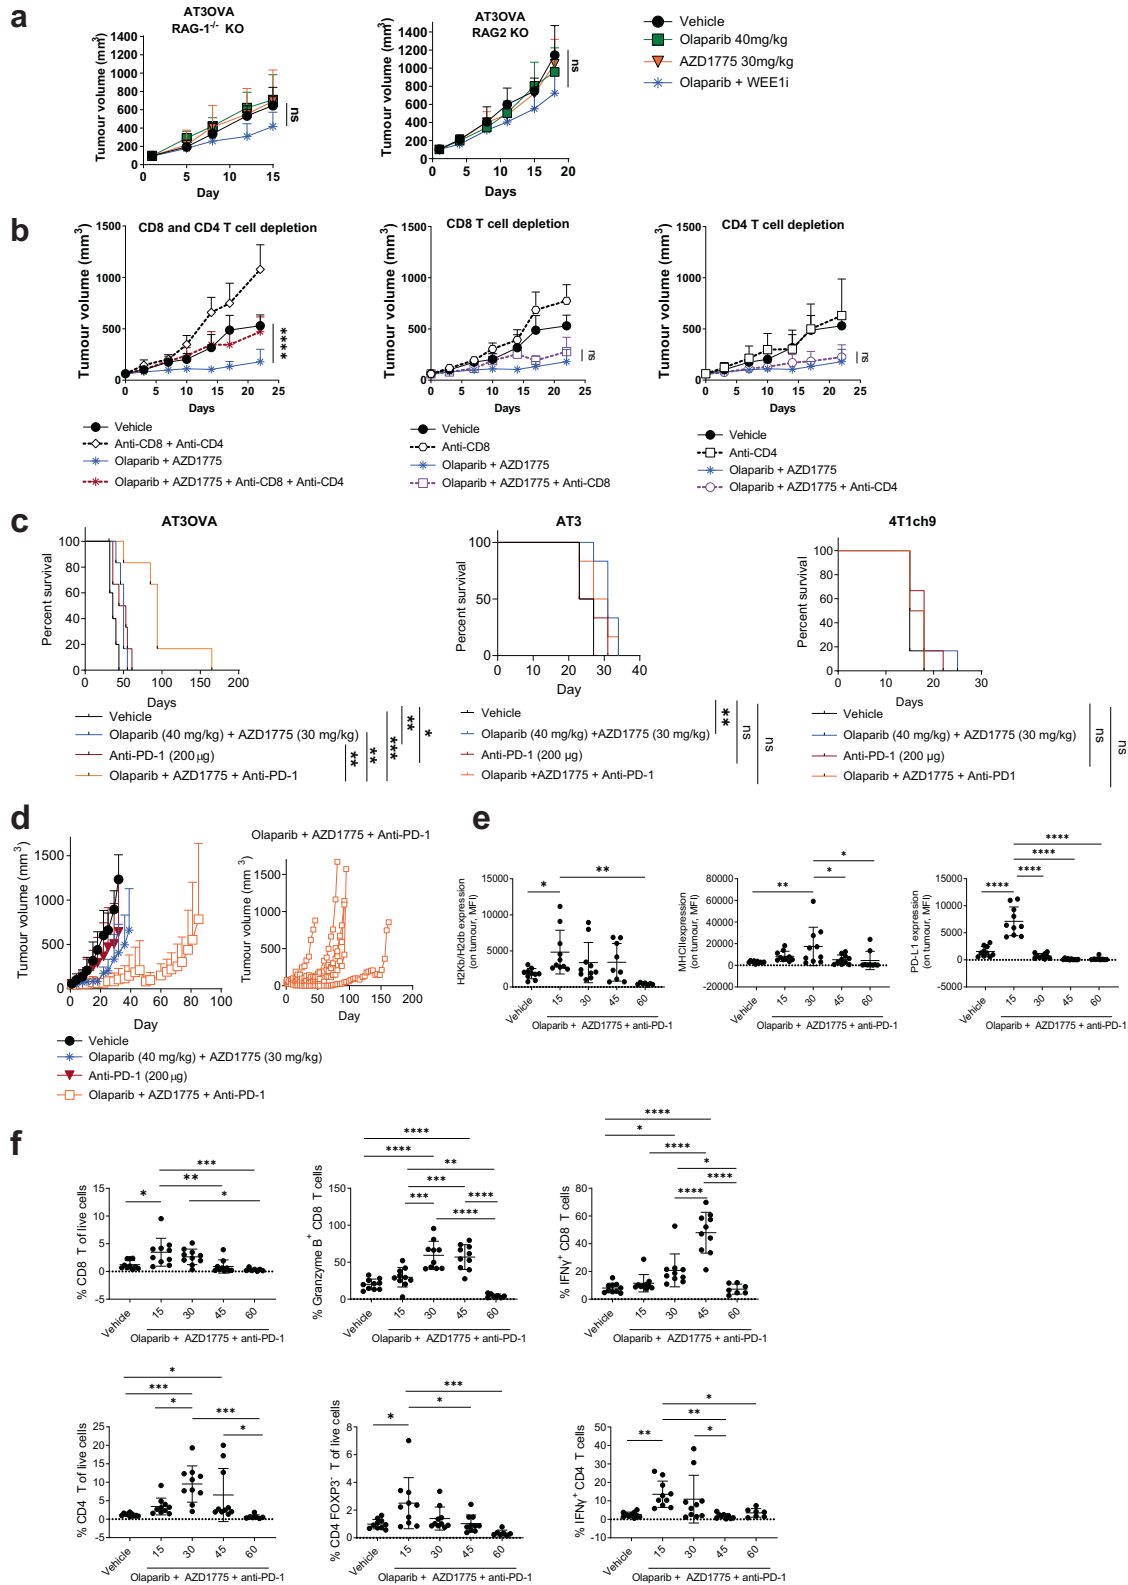 a
AT3OVA
RAG-1-/- KO
Tumour volume (mm3)
1400
1200
1000
800
600
400
200
0
0 5 10 15
Day
ns
AT3OVA
RAG2 KO
Tumour volume (mm3)
1400
1200
1000
800
600
400
200
0
0 5 10 15 20
Days
ns
Vehicle
Olaparib 40mg/kg
AZD1775 30mg/kg
Olaparib + WEE1i
b
CD8 and CD4 T cell depletion
Tumour volume (mm3)
1500
1000
500
0
0 5 10 15 20 25
Days
****
Vehicle
Anti-CD8 + Anti-CD4
Olaparib + AZD1775
Olaparib + AZD1775 + Anti-CD8 + Anti-CD4
CD8 T cell depletion
Tumour volume (mm3)
1500
1000
500
0
0 5 10 15 20 25
Days
ns
Vehicle
Anti-CD8
Olaparib + AZD1775
Olaparib + AZD1775 + Anti-CD8
CD4 T cell depletion
Tumour volume (mm3)
1500
1000
500
0
0 5 10 15 20 25
Days
ns
Vehicle
Anti-CD4
Olaparib + AZD1775
Olaparib + AZD1775 + Anti-CD4
c
AT3OVA
Percent survival
100
80
60
40
20
0
0 50 100 150 200
Days
Vehicle
Olaparib (40 mg/kg) + AZD1775 (30 mg/kg)
Anti-PD-1 (200 µg)
Olaparib + AZD1775 + Anti-PD-1
** ** *** ** *
AT3
Percent survival
100
50
0
0 10 20 30 40
Day
Vehicle
Olaparib (40 mg/kg) +AZD1775 (30 mg/kg)
Anti-PD-1 (200 µg)
Olaparib +AZD1775 + Anti-PD-1
** ns ns
4T1ch9
Percent survival
100
80
60
40
20
0
0 10 20 30
Days
Vehicle
Olaparib (40 mg/kg) + AZD1775 (30 mg/kg)
Anti-PD-1 (200 µg)
Olaparib + AZD1775 + Anti-PD1
ns ns
d
Tumour volume (mm3)
1500
1000
500
0
0 20 40 60 80 100
Day
Vehicle
Olaparib (40 mg/kg) + AZD1775 (30 mg/kg)
Anti-PD-1 (200 µg)
Olaparib + AZD1775 + Anti-PD-1
Olaparib + AZD1775 + Anti-PD-1
Tumour volume (mm3)
1500
1000
500
0
0 50 100 150 200
Day
e
H2Kb/H2db expression
(on tumour, MFI)
15000
10000
5000
0
* **
Vehicle 15 30 45 60
Olaparib + AZD1775 + anti-PD-1
MHCIIexpression
(on tumour, MFI)
80000
60000
40000
20000
0
-20000
** * *
Vehicle 15 30 45 60
Olaparib + AZD1775 + anti-PD-1
PD-L1 expression
(on tumour, MFI)
15000
10000
5000
0
-5000
****
****
**** ****
Vehicle 15 30 45 60
Olaparib + AZD1775 + anti-PD-1
f
% CD8 T of live cells
15
10
5
0
-5
***
**
* *
Vehicle 15 30 45 60
Olaparib + AZD1775 + anti-PD-1
% Granzyme B+ CD8 T cells
150
100
50
0
****
**** **
***
*** ****
****
Vehicle 15 30 45 60
Olaparib + AZD1775 + anti-PD-1
% IFNγ+ CD8 T cells
80
60
40
20
0
****
*
**** *
****
****
Vehicle 15 30 45 60
Olaparib + AZD1775 + anti-PD-1
% CD4 T of live cells
25
20
15
10
5
0
-5
*
***
* ***
*
Vehicle 15 30 45 60
Olaparib + AZD1775 + anti-PD-1
% CD4 FOXP3- T of live cells
8
6
4
2
0
***
*
*
Vehicle 15 30 45 60
Olaparib + AZD1775 + anti-PD-1
% IFNγ+ CD4 T cells
50
40
30
20
10
0
-10
*
**
** *
Vehicle 15 30 45 60
Olaparib + AZD1775 + anti-PD-1